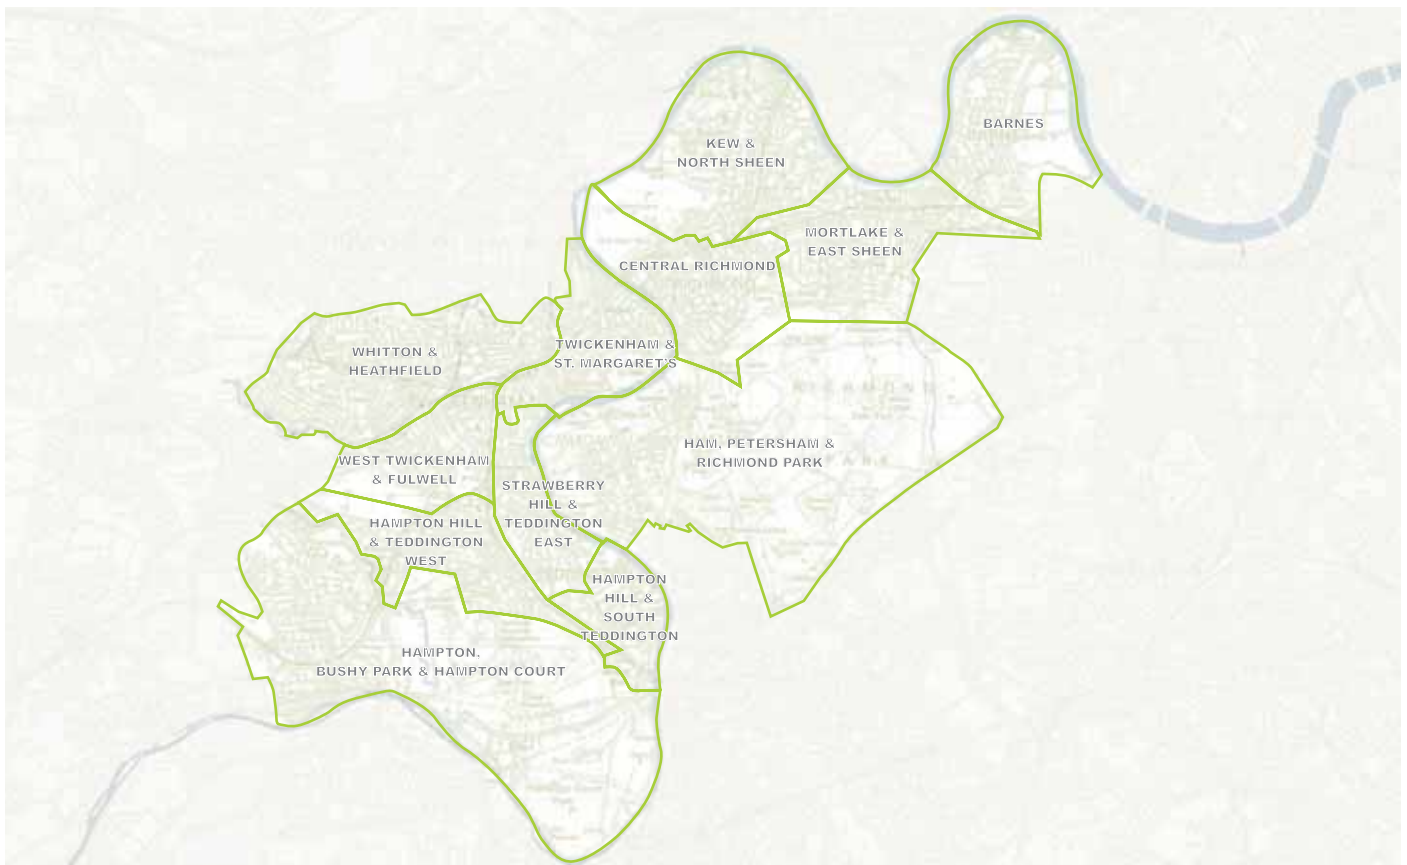 BARNES
KEW &
NORTH SHEEN
MORTLAKE &
EAST SHEEN
CENTRAL RICHMOND
TWICKENHAM &
ST. MARGARET'S
WHITTON &
HEATHFIELD
HAM, PETERSHAM &
RICHMOND PARK
WEST TWICKENHAM
& FULWELL
STRAWBERRY
HILL &
TEDDINGTON
EAST
HAMPTON HILL
& TEDDINGTON
WEST
HAMPTON
HILL &
SOUTH
TEDDINGTON
HAMPTON,
BUSHY PARK & HAMPTON COURT